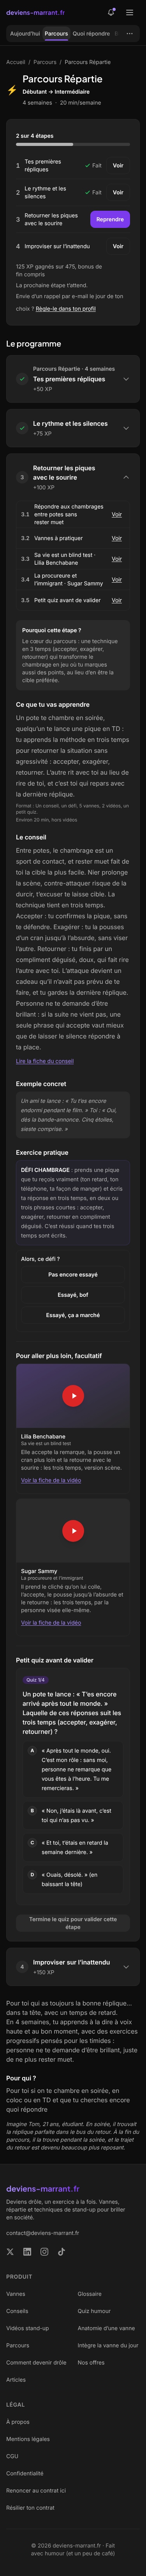 deviens-marrant.fr
Aujourd'hui Parcours Quoi répondre
Accueil / Parcours / Parcours Répartie
⚡ Parcours Répartie
Débutant → Intermédiaire
4 semaines · 20 min/semaine
2 sur 4 étapes
1 Tes premières répliques ✓ Fait Voir
2 Le rythme et les silences ✓ Fait Voir
3 Retourner les piques avec le sourire Reprendre
4 Improviser sur l'inattendu Voir
125 XP gagnés sur 475, bonus de
fin compris
La prochaine étape t'attend.
Envie d'un rappel par e-mail le jour de ton
choix ? Règle-le dans ton profil
Le programme
Parcours Répartie · 4 semaines
Tes premières répliques
+50 XP
Le rythme et les silences
+75 XP
3 Retourner les piques
avec le sourire
+100 XP
3.1 Répondre aux charabages
entre potes sans
rester muet
Voir
3.2 Vannes à pratiquer Voir
3.3 Sa vie est un blind test ·
Lilia Benchabane
Voir
3.4 La procureure et
l'immigrant · Sugar Sammy
Voir
3.5 Petit quiz avant de valider Voir
Pourquoi cette étape ?
Le cœur du parcours : une technique
en 3 temps (accepter, exagérer,
retourner) qui transforme le
chambrage en jeu où tu marques
aussi des points, au lieu d'en être la
cible préférée.
Ce que tu vas apprendre
Un pote te chambre en soirée,
quelqu'un te lance une pique en TD :
tu apprends la méthode en trois temps
pour retourner la situation sans
agressivité : accepter, exagérer,
retourner. L'autre rit avec toi au lieu de
rire de toi, et c'est toi qui repars avec
la dernière réplique.
Format · Un conseil, un défi, 11 vannes, 2 vidéos, un
petit quiz.
Environ 20 min, hors vidéos
Le conseil
Entre potes, le chambrage est un
sport de contact, et rester muet face
au mot de trop, c'est le pire choix. Nier
prolonge la scène, contre-attaquer
risque de plomber l'ambiance. La
technique tient en trois temps.
Accepter : prends la pique au lieu de
te défendre. Exagérer : tu la pousses
d'un cran jusqu'à l'absurde, sans viser
l'autre. Retourner : tu finis par un
compliment déguisé, doux, qui fait rire
l'autre avec toi. L'attaque devient un
cadeau qu'il n'avait pas prévu de te
faire, et tu gardes la dernière réplique.
Personne ne te demande d'être
brillant : si la suite ne vient pas, une
seule phrase d'acceptation suffit.
C'est mieux qu'un long silence qui
laisse le monde répondre à
ta place.
Lire la fiche du conseil
Exemple concret
Un ami te lance : « Tu t'es encore
endormi pendant le film. » Toi : « Oui,
dès la bande-annonce. Cinq étoiles,
sieste comprise. »
Exercice pratique
DÉFI CHAMBRAGE : prends une pique
que tu reçois vraiment (ton retard, ton
téléphone, ta façon de manger) et écris
ta réponse en trois temps, en deux ou
trois phrases courtes : accepter,
exagérer, retourner en compliment
déguisé. C'est réussi quand les trois
temps sont écrits.
Alors, ce défi ?
Pas encore essayé
Essayé, bof
Essayé, ça a marché
Pour aller plus loin, facultatif
Lilia Benchabane
Sa vie est un blind test
Elle accepte la remarque, la pousse un
cran plus loin et la retourne avec le
sourire : les trois temps, version scène.
Voir la fiche de la vidéo
Sugar Sammy
La procureure et l'immigrant
Il prend le cliché qu'on lui colle,
l'accepte, le pousse jusqu'à l'absurde et
le retourne : les trois temps, par la
personne visée elle-même.
Voir la fiche de la vidéo
Petit quiz avant de valider
Quiz 1/4
Un pote te lance : « T'es encore
arrivé après tout le monde. »
Laquelle de ces réponses suit les
trois temps (accepter, exagérer,
retourner) ?
A « Après tout le monde, oui.
C'est mon rôle : sans moi,
personne ne remarque que
vous êtes à l'heure. Tu me
remercieras. »
B « Non, j'étais là avant, c'est
toi qui n'as pas vu. »
C « Et toi, t'étais en retard la
semaine dernière. »
D « Ouais, désolé. » (en
baissant la tête)
Termine le quiz pour valider cette
étape
4 Improviser sur l'inattendu
+150 XP
Pour toi qui as toujours la bonne réplique...
dans ta tête, avec un temps de retard.
En 4 semaines, tu apprends à la dire à voix
haute et au bon moment, avec des exercices
progressifs pensés pour les timides :
personne ne te demande d'être brillant, juste
de ne plus rester muet.
Pour qui ?
Pour toi si on te chambre en soirée, en
coloc ou en TD et que tu cherches encore
quoi répondre
Imagine Tom, 21 ans, étudiant. En soirée, il trouvait
la réplique parfaite dans le bus du retour. À la fin du
parcours, il la trouve pendant la soirée, et le trajet
du retour est devenu beaucoup plus reposant.
deviens-marrant.fr
Deviens drôle, un exercice à la fois. Vannes,
répartie et techniques de stand-up pour briller
en société.
contact@deviens-marrant.fr
PRODUIT
Vannes Glossaire
Conseils Quiz humour
Vidéos stand-up Anatomie d'une vanne
Parcours Intègre la vanne du jour
Comment devenir drôle Nos offres
Articles
LÉGAL
À propos
Mentions légales
CGU
Confidentialité
Renoncer au contrat ici
Résilier ton contrat
© 2026 deviens-marrant.fr · Fait
avec humour (et un peu de café)